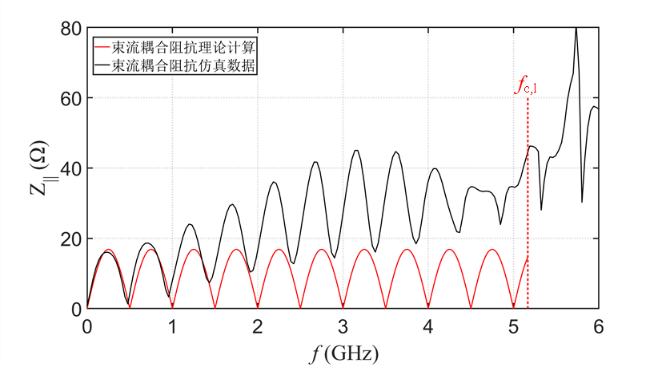 80
60
40
20
0
Z|| (Ω)
束流耦合阻抗理论计算
束流耦合阻抗仿真数据
fc,1
0 1 2 3 4 5 6
f (GHz)